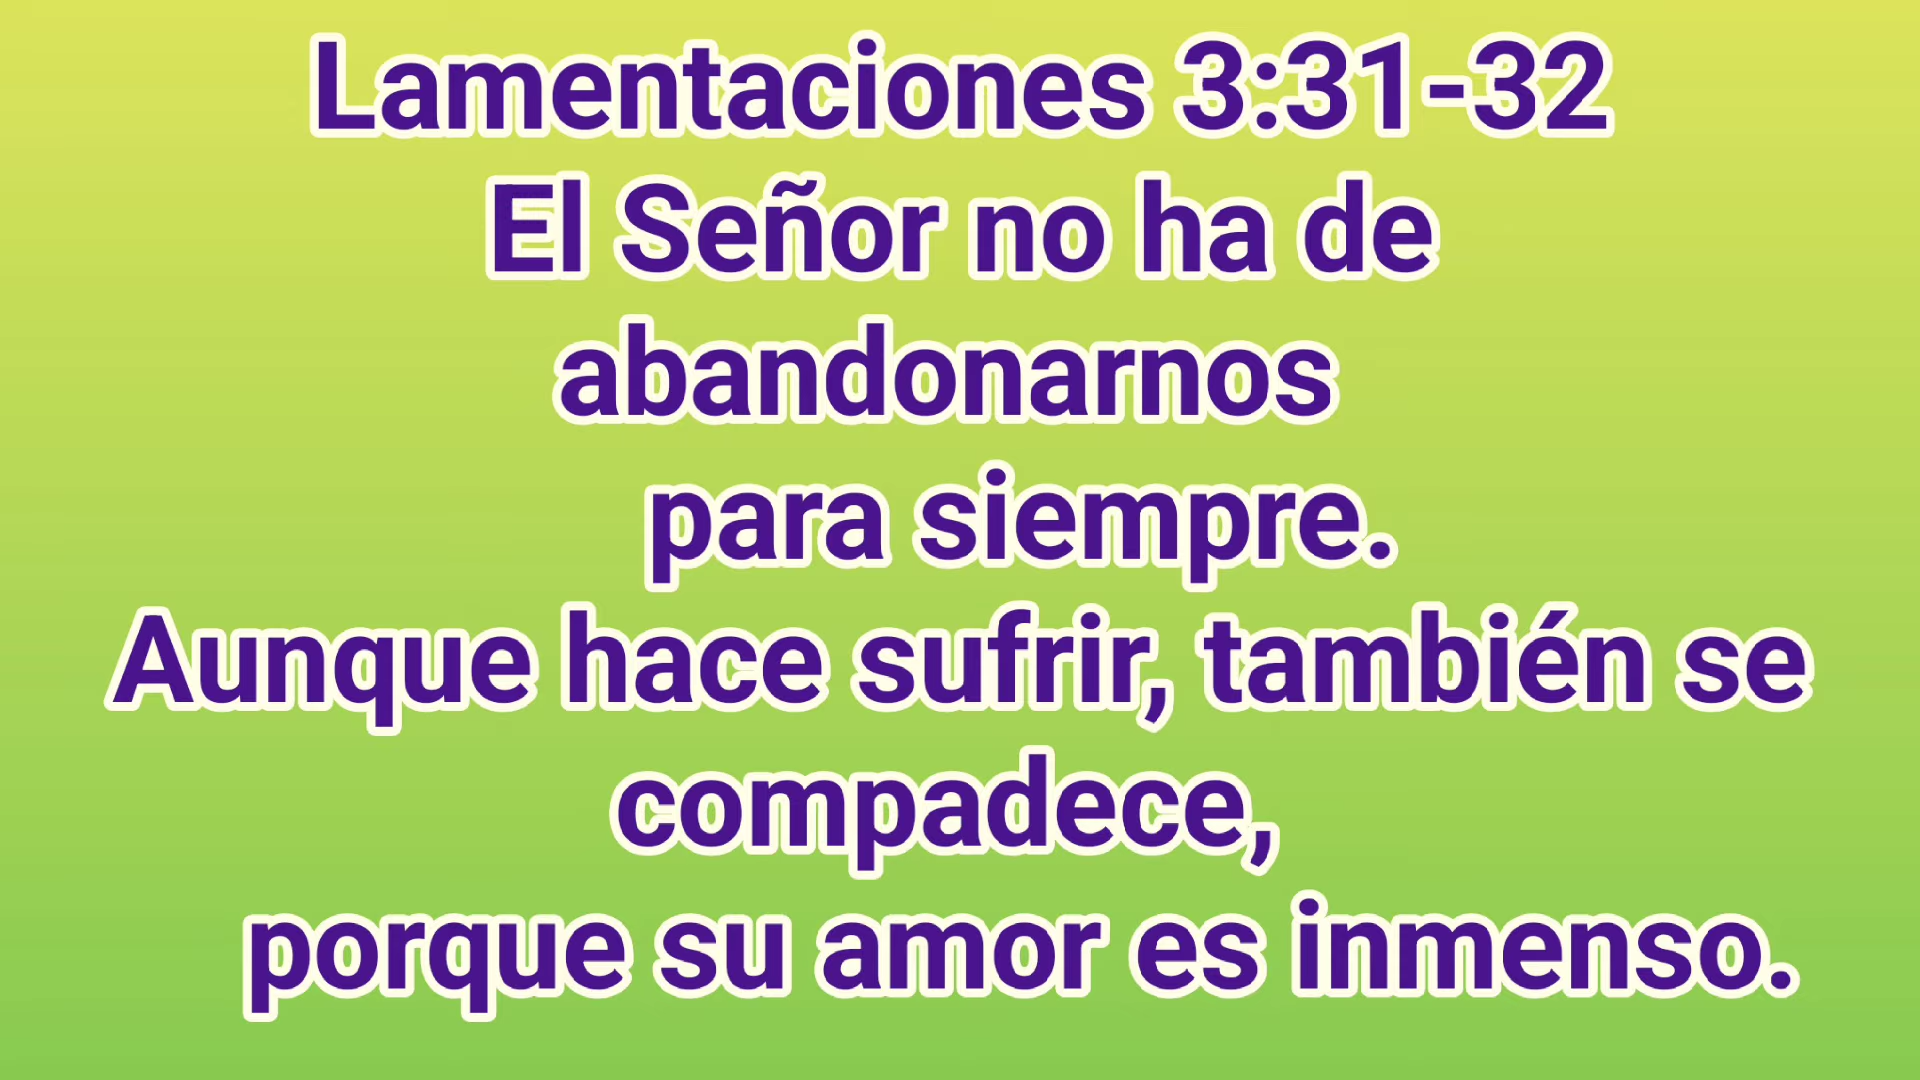 Lamentaciones 3:31-32
El Señor no ha de
abandonarnos
para siempre.
Aunque hace sufrir, también se
compadece,
porque su amor es inmenso.